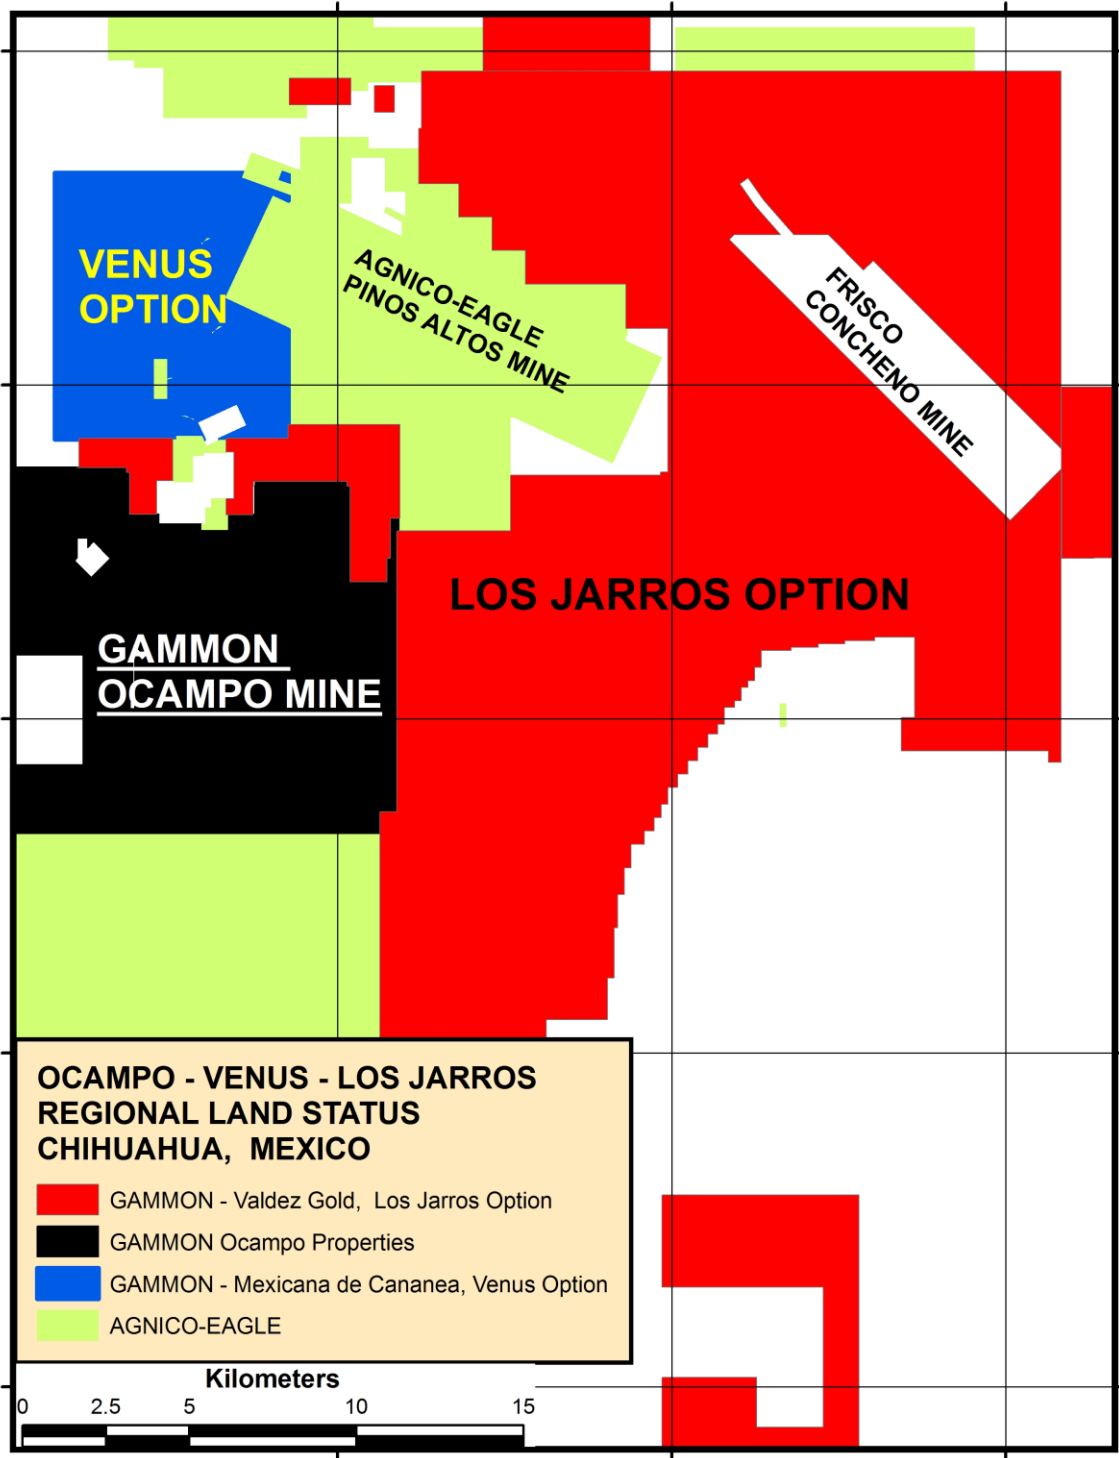 VENUS
OPTION
AGNICO-EAGLE
PINOS ALTOS MINE
FRISCO
CONCHENO MINE
LOS JARROS OPTION
GAMMON
OCAMPO MINE
OCAMPO - VENUS - LOS JARROS
REGIONAL LAND STATUS
CHIHUAHUA, MEXICO
GAMMON - Valdez Gold, Los Jarros Option
GAMMON Ocampo Properties
GAMMON - Mexicana de Cananea, Venus Option
AGNICO-EAGLE
Kilometers
0 2.5 5 10 15